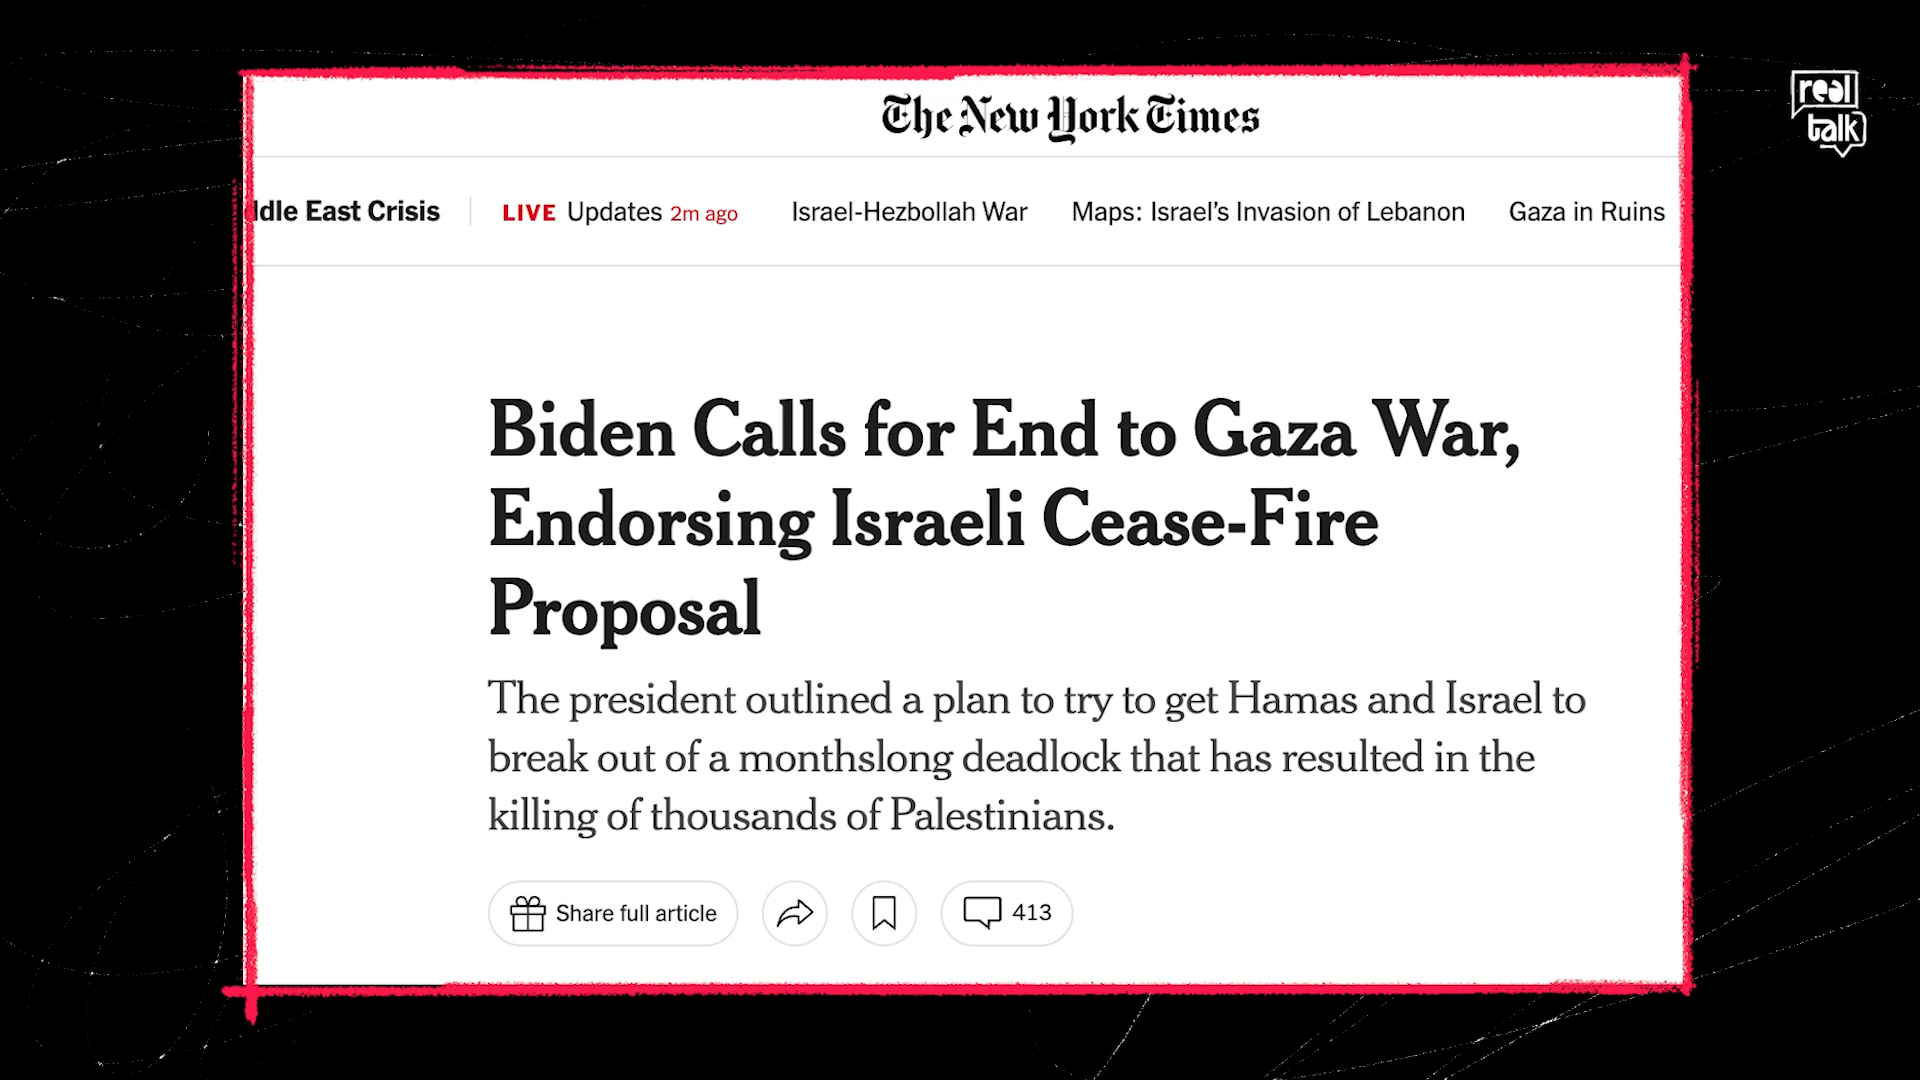 The New York Times
real
talk
ddle East Crisis
LIVE Updates 2m ago
Israel-Hezbollah War
Maps: Israel’s Invasion of Lebanon
Gaza in Ruins
Biden Calls for End to Gaza War,
Endorsing Israeli Cease-Fire
Proposal
The president outlined a plan to try to get Hamas and Israel to
break out of a monthslong deadlock that has resulted in the
killing of thousands of Palestinians.
Share full article
413